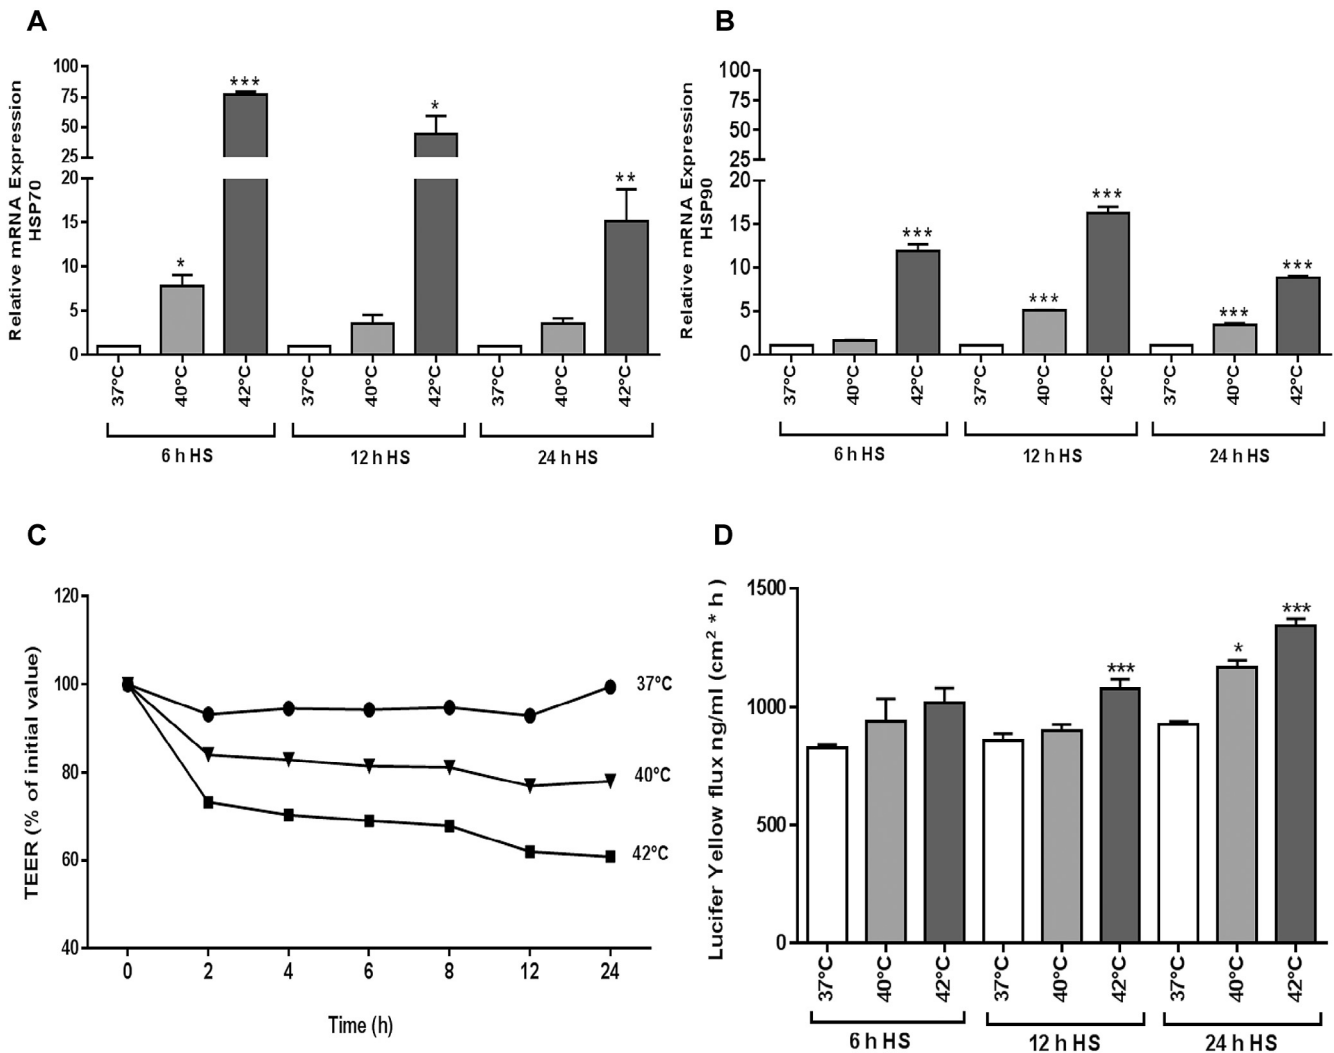 A
Relative mRNA Expression
HSP70
100
75
50
25
20
15
10
5
0
*
***
*
**
37°C
40°C
42°C
37°C
40°C
42°C
37°C
40°C
42°C
6 h HS
12 h HS
24 h HS
B
Relative mRNA Expression
HSP90
100
75
50
25
20
15
10
5
0
***
***
***
***
***
37°C
40°C
42°C
37°C
40°C
42°C
37°C
40°C
42°C
6 h HS
12 h HS
24 h HS
C
TEER (% of initial value)
120
100
80
60
40
37°C
40°C
42°C
0
2
4
6
8
12
24
Time (h)
D
Lucifer Yellow flux ng/ml (cm² * h )
1500
1000
500
0
***
*
***
37°C
40°C
42°C
37°C
40°C
42°C
37°C
40°C
42°C
6 h HS
12 h HS
24 h HS